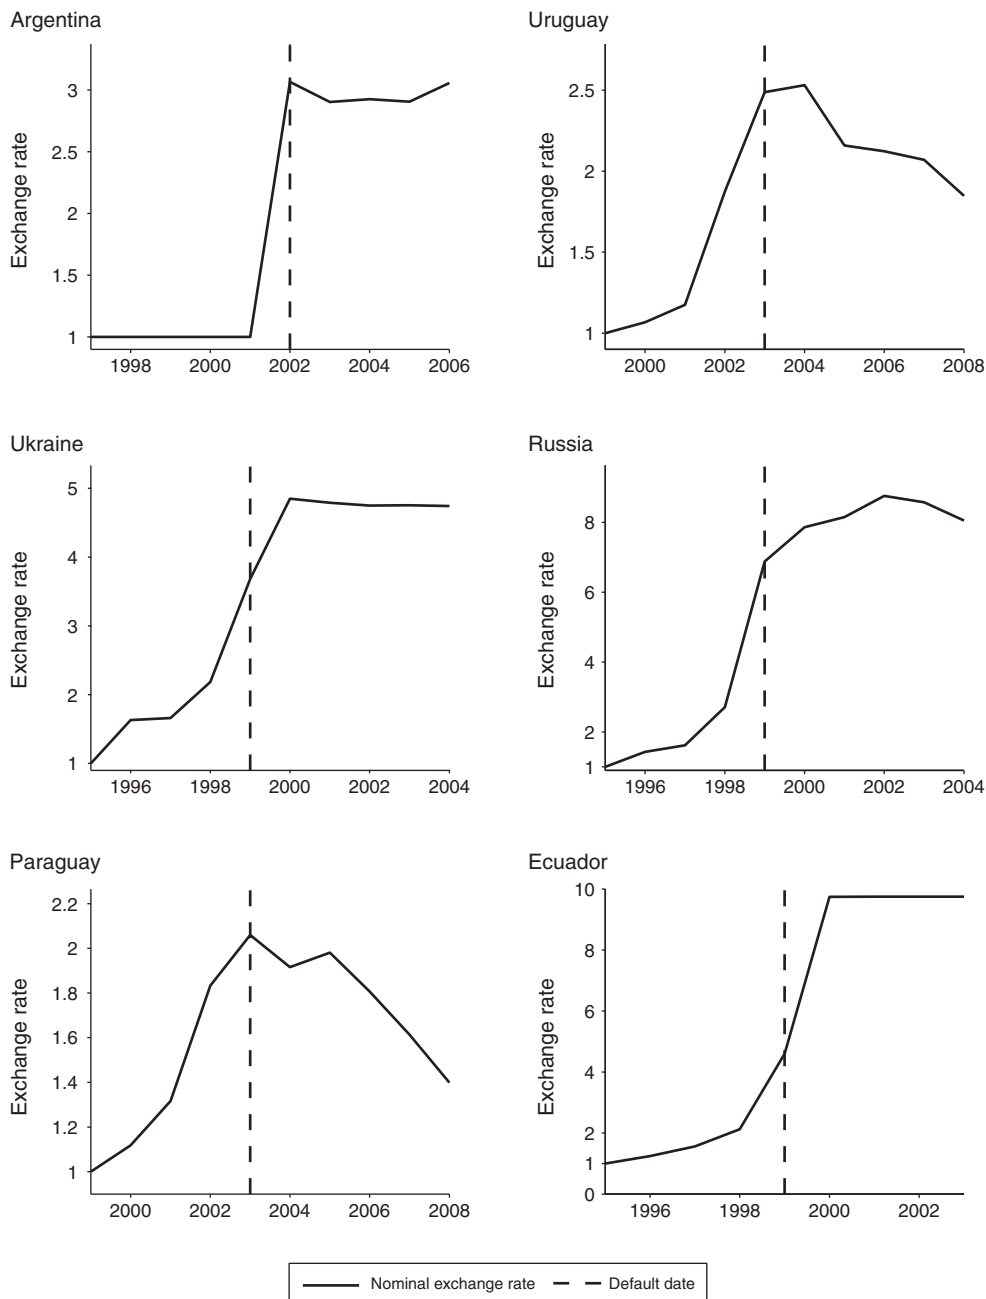 Argentina
Exchange rate
3
2.5
2
1.5
1
1998 2000 2002 2004 2006
Uruguay
Exchange rate
2.5
2
1.5
1
2000 2002 2004 2006 2008
Ukraine
Exchange rate
5
4
3
2
1
1996 1998 2000 2002 2004
Russia
Exchange rate
8
6
4
2
1
1996 1998 2000 2002 2004
Paraguay
Exchange rate
2.2
2
1.8
1.6
1.4
1.2
1
2000 2002 2004 2006 2008
Ecuador
Exchange rate
10
8
6
4
2
1
0
1996 1998 2000 2002
Nominal exchange rate Default date